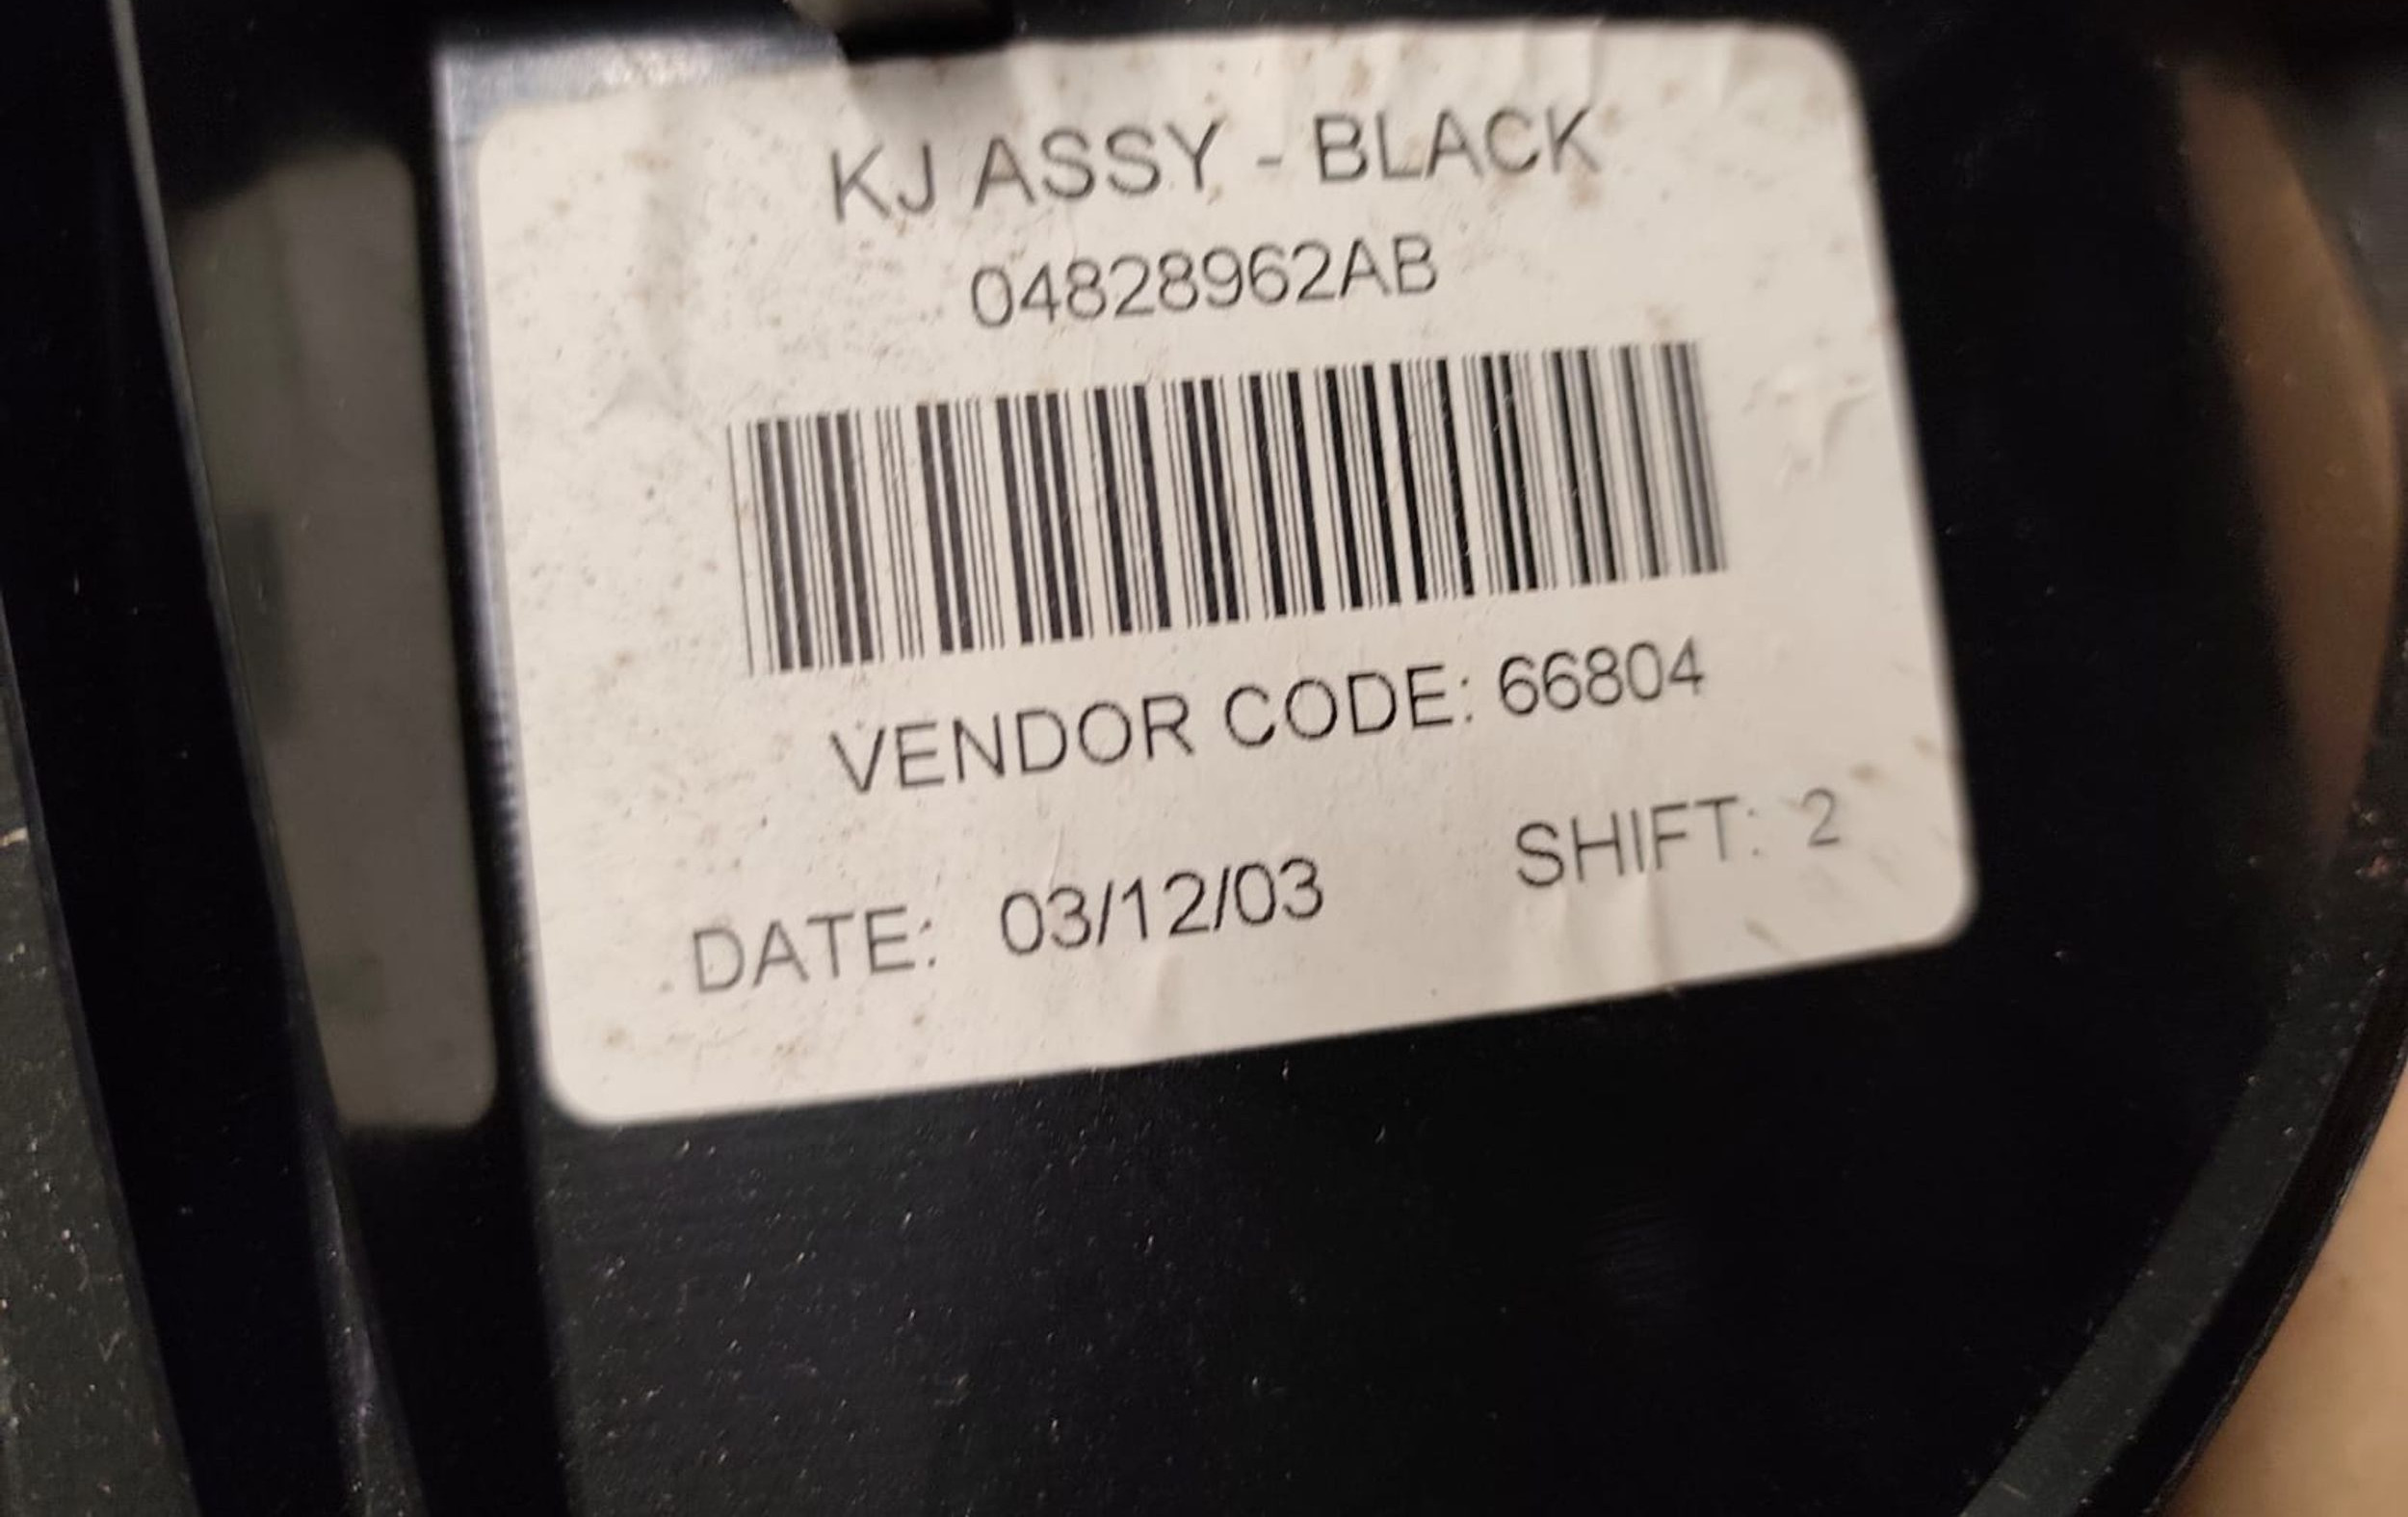 KJ ASSY - BLACK
04828962AB
VENDOR CODE: 66804
DATE: 03/12/03 SHIFT: 2